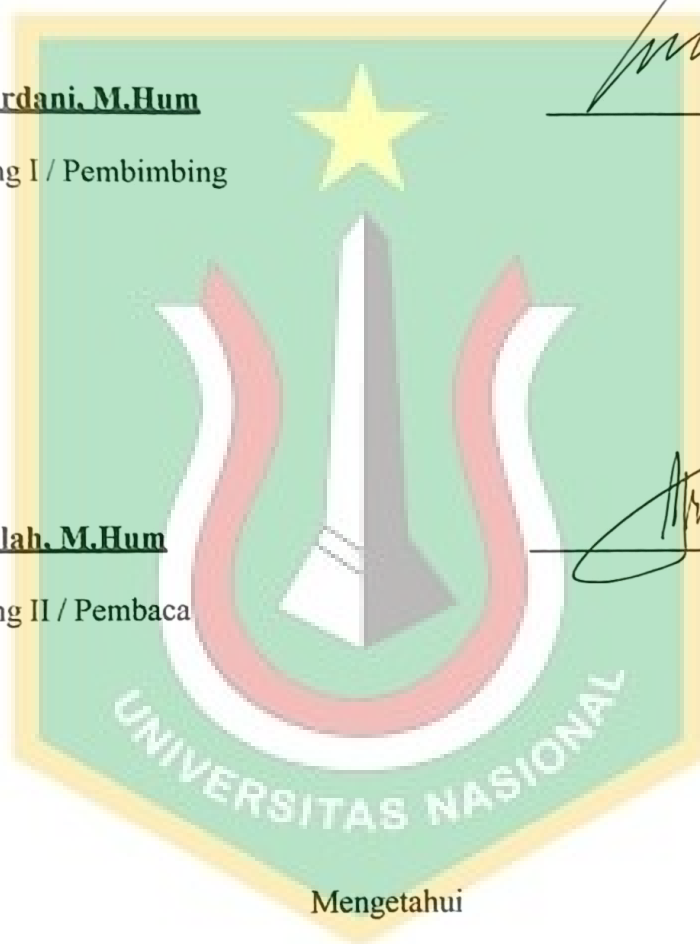 rdani, M.Hum
ng I / Pembimbing
lah, M.Hum
ng II / Pembaca
UNIVERSITAS NASIONAL
Mengetahui